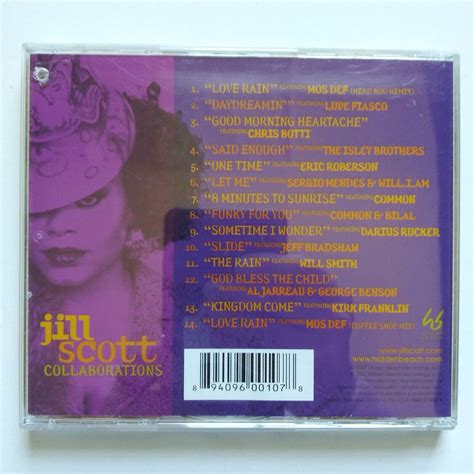 1. "LOVE RAIN" FEATURING MOS DEF (HEAD NOD REMIX)
2. "DAYDREAMIN'" FEATURING LUPE FIASCO
3. "GOOD MORNING HEARTACHE"
FEATURING CHRIS BOTTI
4. "SAID ENOUGH" FEATURING THE ISLEY BROTHERS
5. "ONE TIME" FEATURING ERIC ROBERSON
6. "LET ME" FEATURING SERGIO MENDES & WILL.I.AM
7. "8 MINUTES TO SUNRISE" FEATURING COMMON
8. "FUNKY FOR YOU" FEATURING COMMON & BILAL
9. "SOMETIME I WONDER" FEATURING DARIUS RUCKER
10. "SLIDE" FEATURING JEFF BRADSHAW
11. "THE RAIN" FEATURING WILL SMITH
12. "GOD BLESS THE CHILD"
FEATURING AL JARREAU & GEORGE BENSON
13. "KINGDOM COME" FEATURING KIRK FRANKLIN
14. "LOVE RAIN" FEATURING MOS DEF (COFFEE SHOP MIX)
jill
scott
COLLABORATIONS
8 94096 00107 8
hb
www.jillscott.com
www.hiddenbeach.com